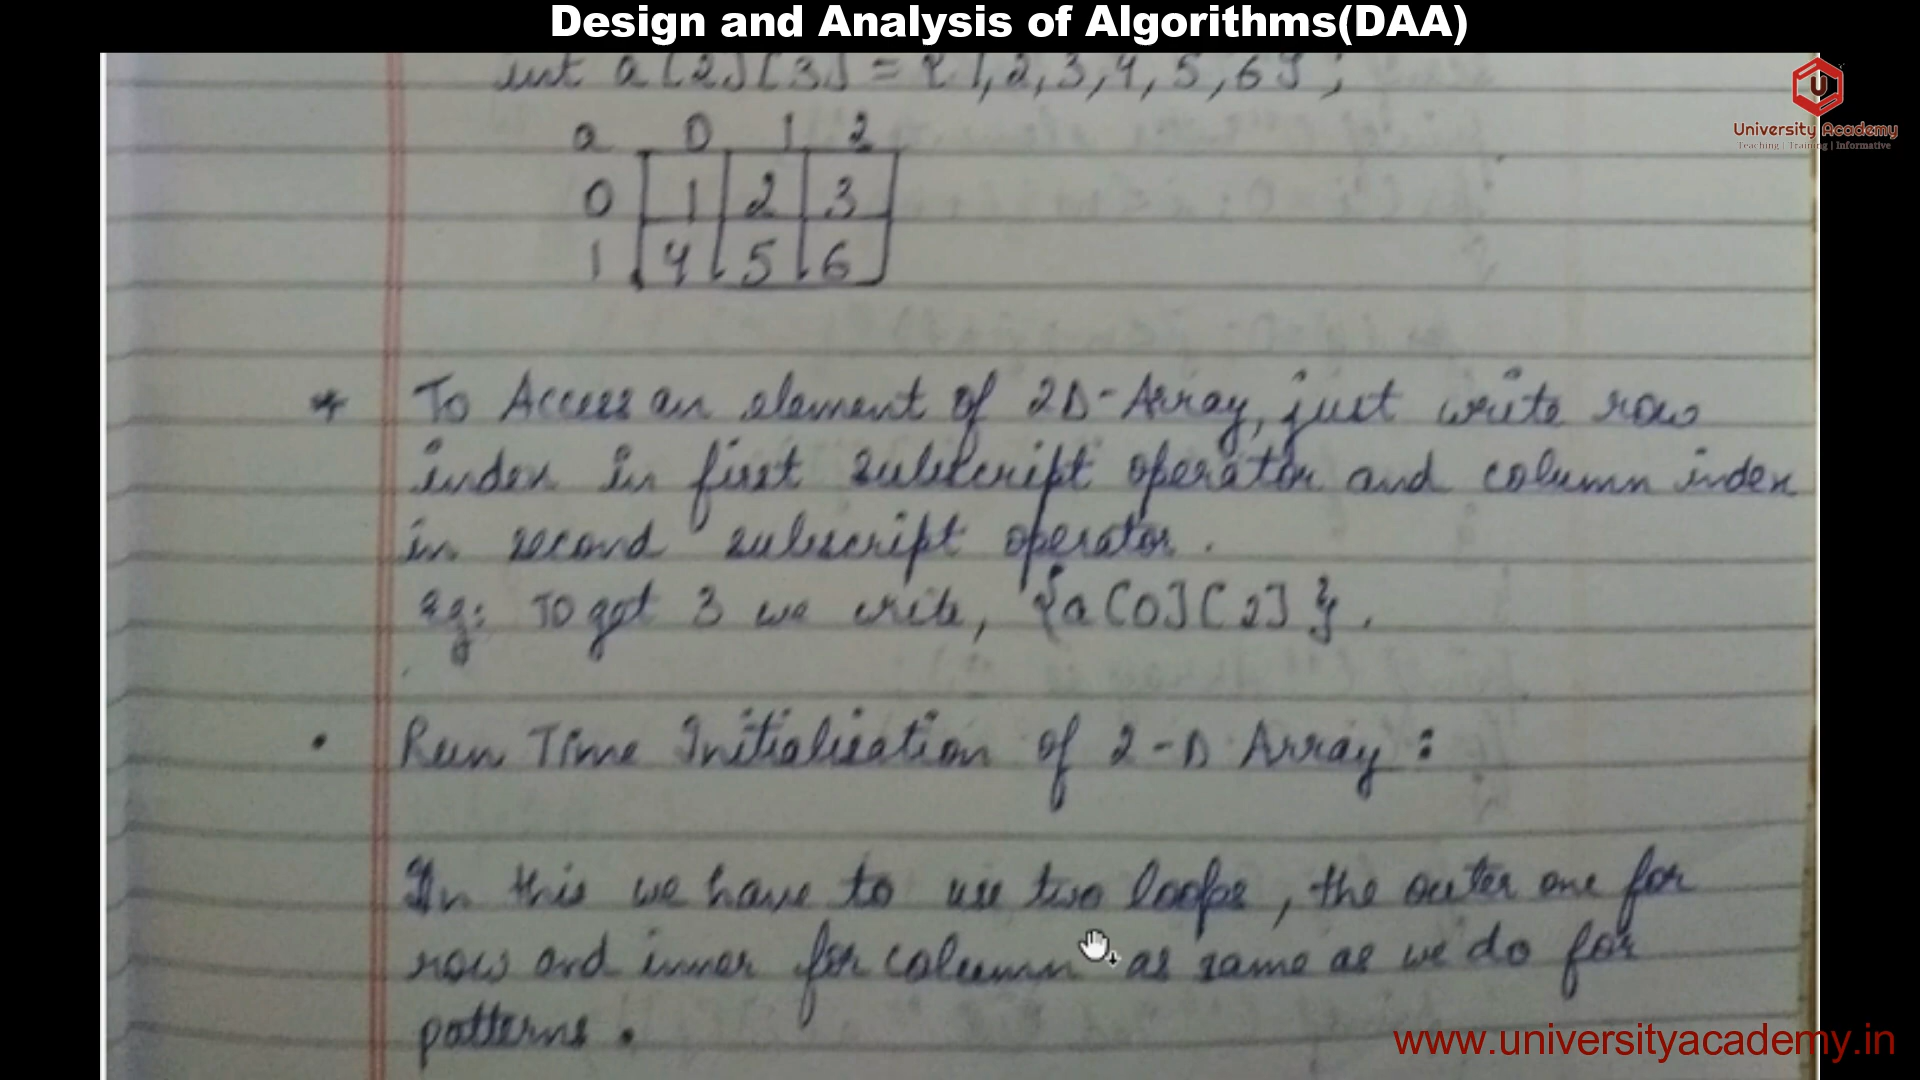 Design and Analysis of Algorithms(DAA)
int a[2][3] = {1,2,3,4,5,6};
a 0 1 2
0 1 2 3
1 4 5 6
University Academy
Teaching | Training | Informative
* To Access an element of 2D-Array, just write row
index in first subscript operator and column index
in second subscript operator.
eg: To get 3 we write, {a[0][2]}.
• Run Time Initialisation of 2-D Array :
In this we have to use two loops, the outer one for
row and inner for column as same as we do for
patterns.
www.universityacademy.in